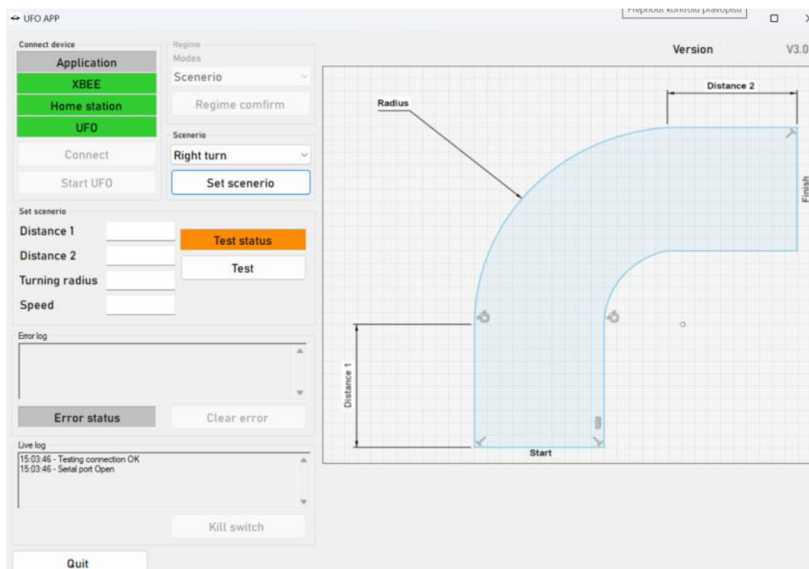 UFO APP
Přepnout kontrolu pravopisu
Connect device
Application
XBEE
Home station
UFO
Connect
Start UFO
Regime
Modes
Scenerio
Regime comfirm
Scenerio
Right turn
Set scenerio
Set scenerio
Distance 1
Distance 2
Turning radius
Speed
Test status
Test
Error log
Error status
Clear error
Live log
15:03:46 - Testing connection OK
15:03:46 - Serial port Open
Kill switch
Quit
Version V3.0
Radius
Distance 2
Finish
Distance 1
Start